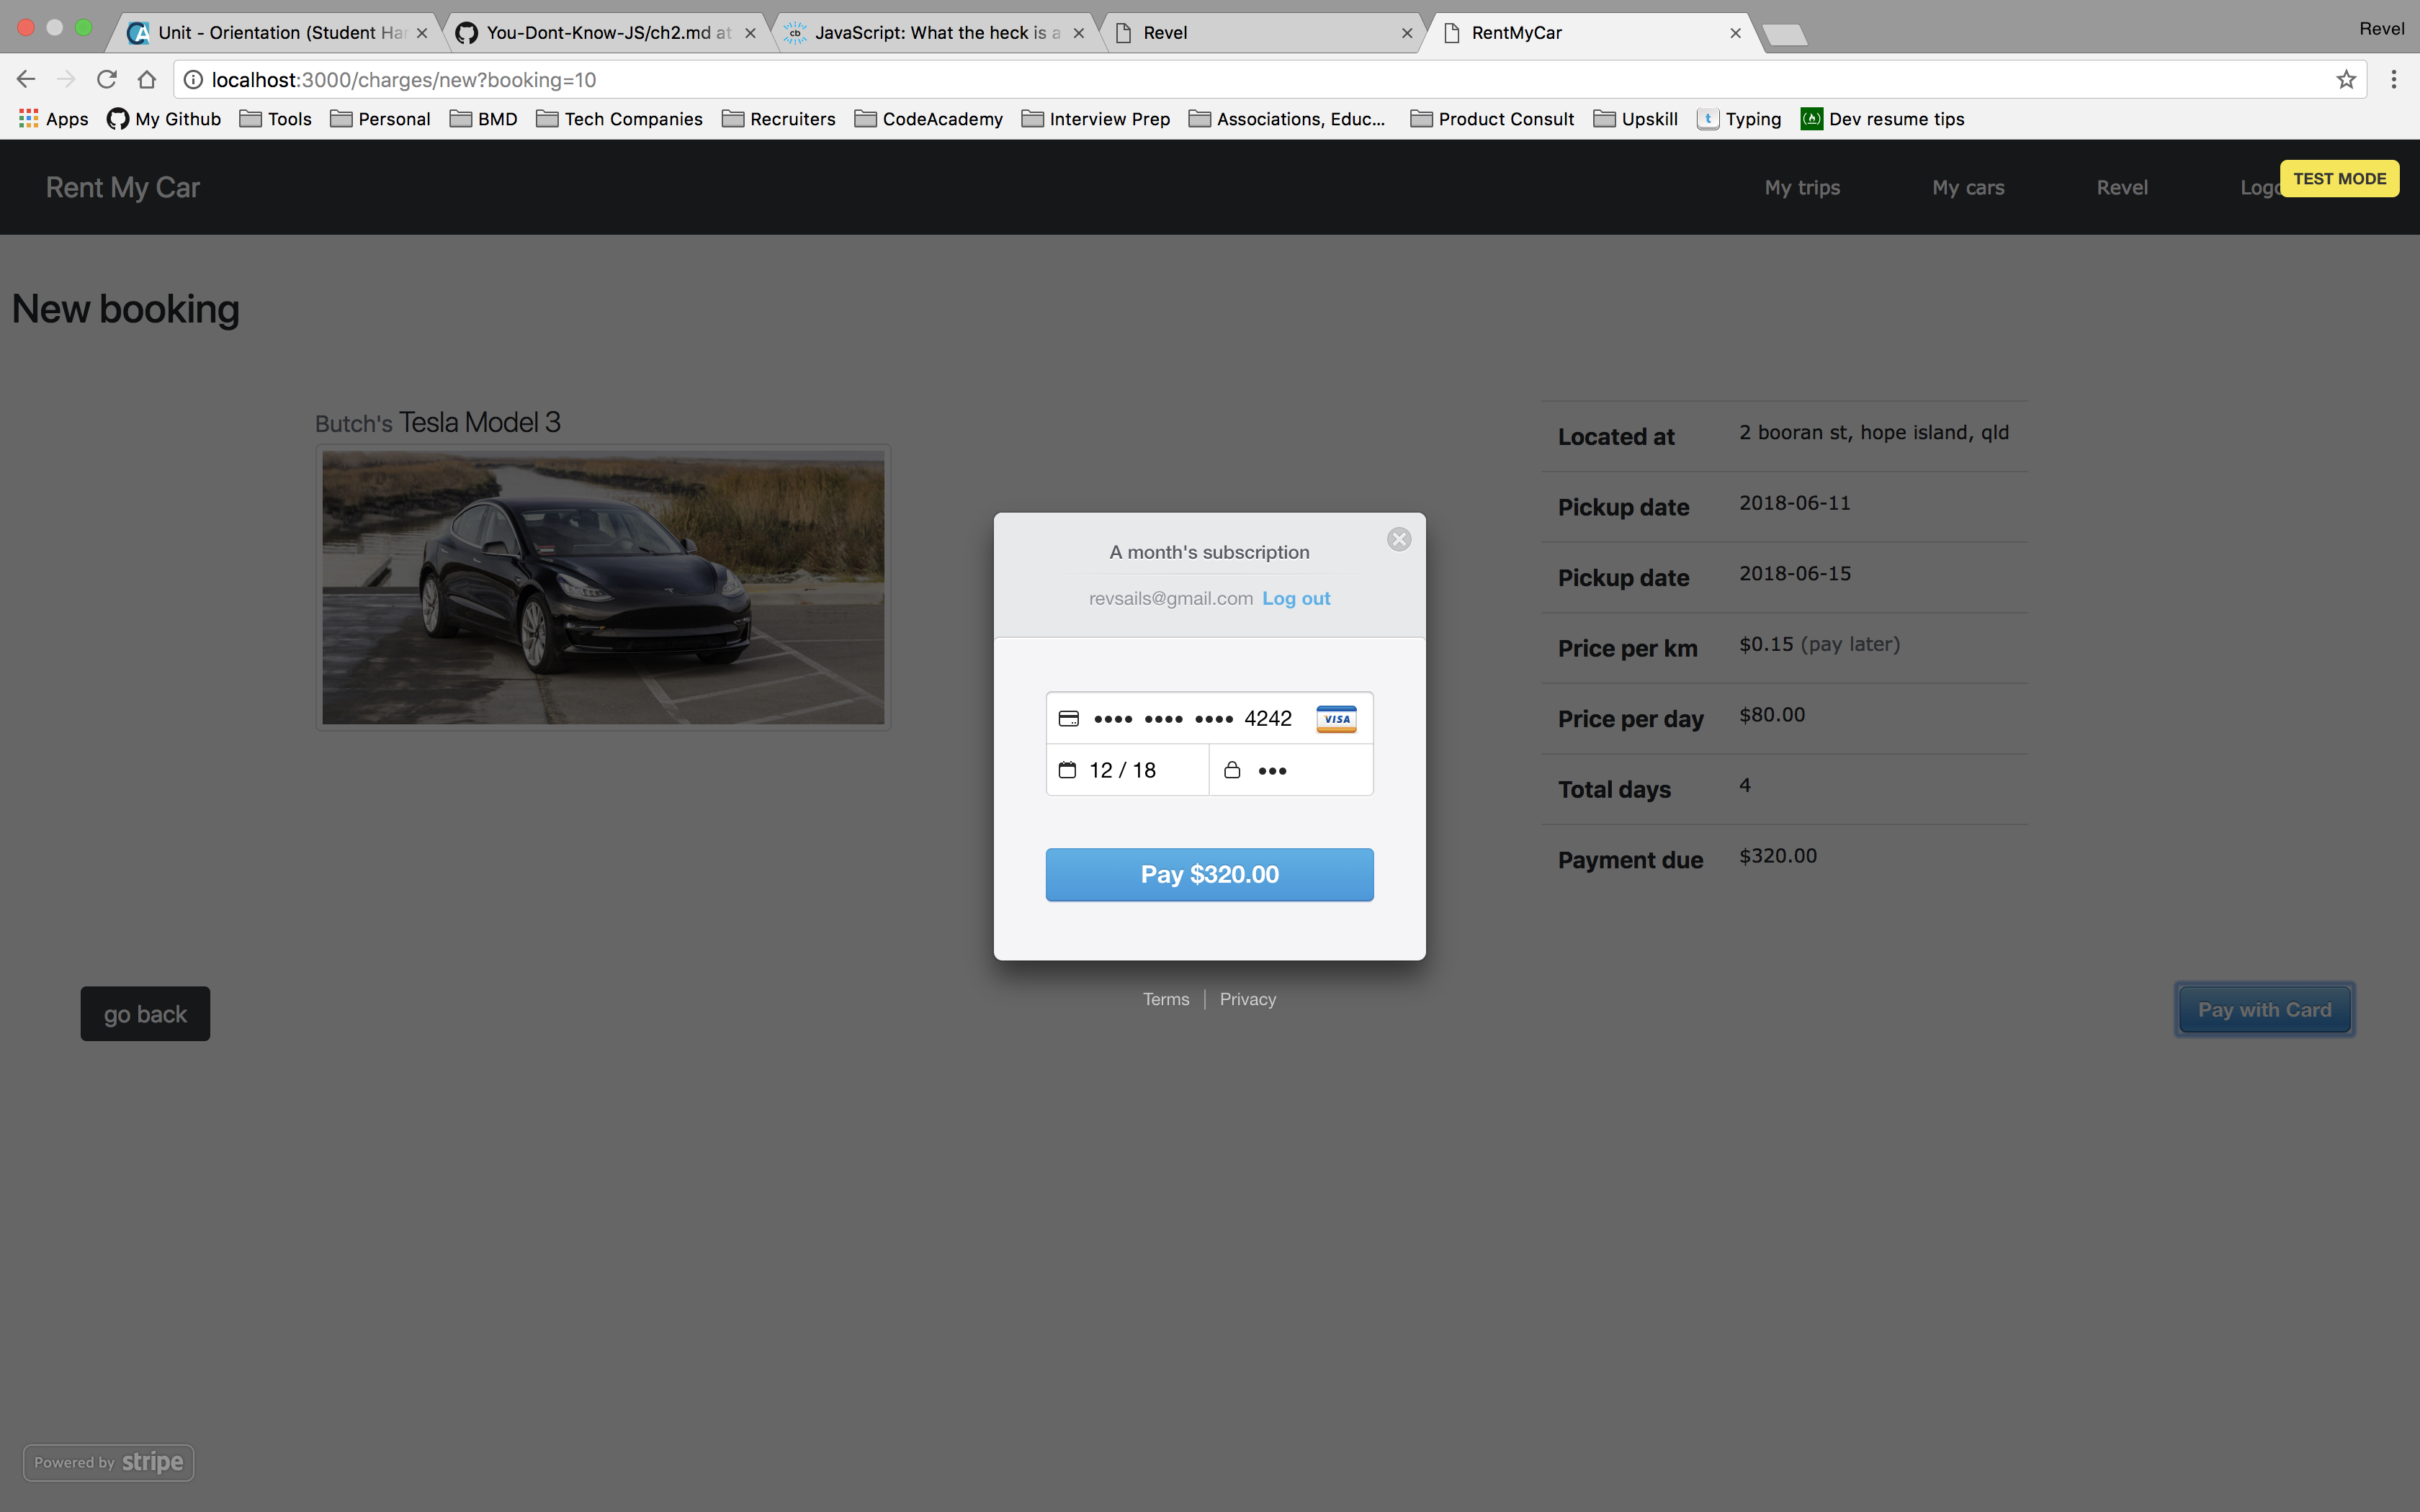 Unit - Orientation (Student Ha
You-Dont-Know-JS/ch2.md at
JavaScript: What the heck is a
Revel
RentMyCar
Revel
localhost:3000/charges/new?booking=10
Apps
My Github
Tools
Personal
BMD
Tech Companies
Recruiters
CodeAcademy
Interview Prep
Associations, Educ...
Product Consult
Upskill
Typing
Dev resume tips
Rent My Car
My trips
My cars
Revel
Logo
TEST MODE
New booking
Butch's Tesla Model 3
Located at 2 booran st, hope island, qld
Pickup date 2018-06-11
Pickup date 2018-06-15
Price per km $0.15 (pay later)
Price per day $80.00
Total days 4
Payment due $320.00
A month's subscription
revsails@gmail.com Log out
•••• •••• •••• 4242 VISA
12 / 18 •••
Pay $320.00
Terms | Privacy
go back
Pay with Card
Powered by stripe